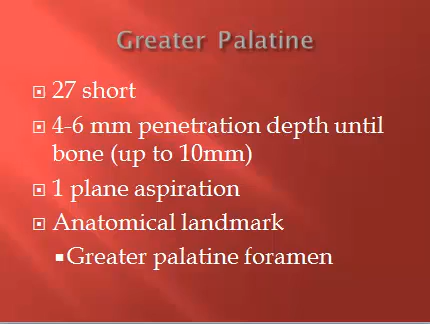 Greater Palatine
27 short
4-6 mm penetration depth until
bone (up to 10mm)
1 plane aspiration
Anatomical landmark
Greater palatine foramen